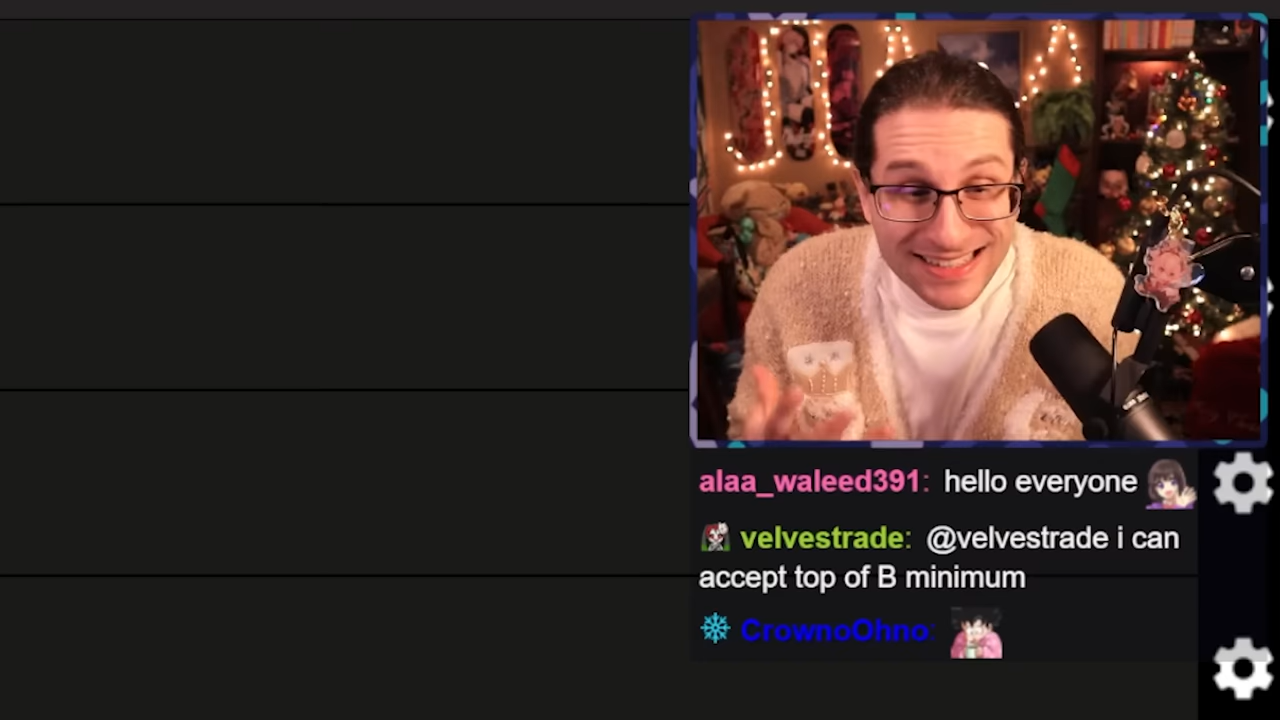 alaa_waleed391: hello everyone
velvestrade: @velvestrade i can
accept top of B minimum
CrownoOhno: